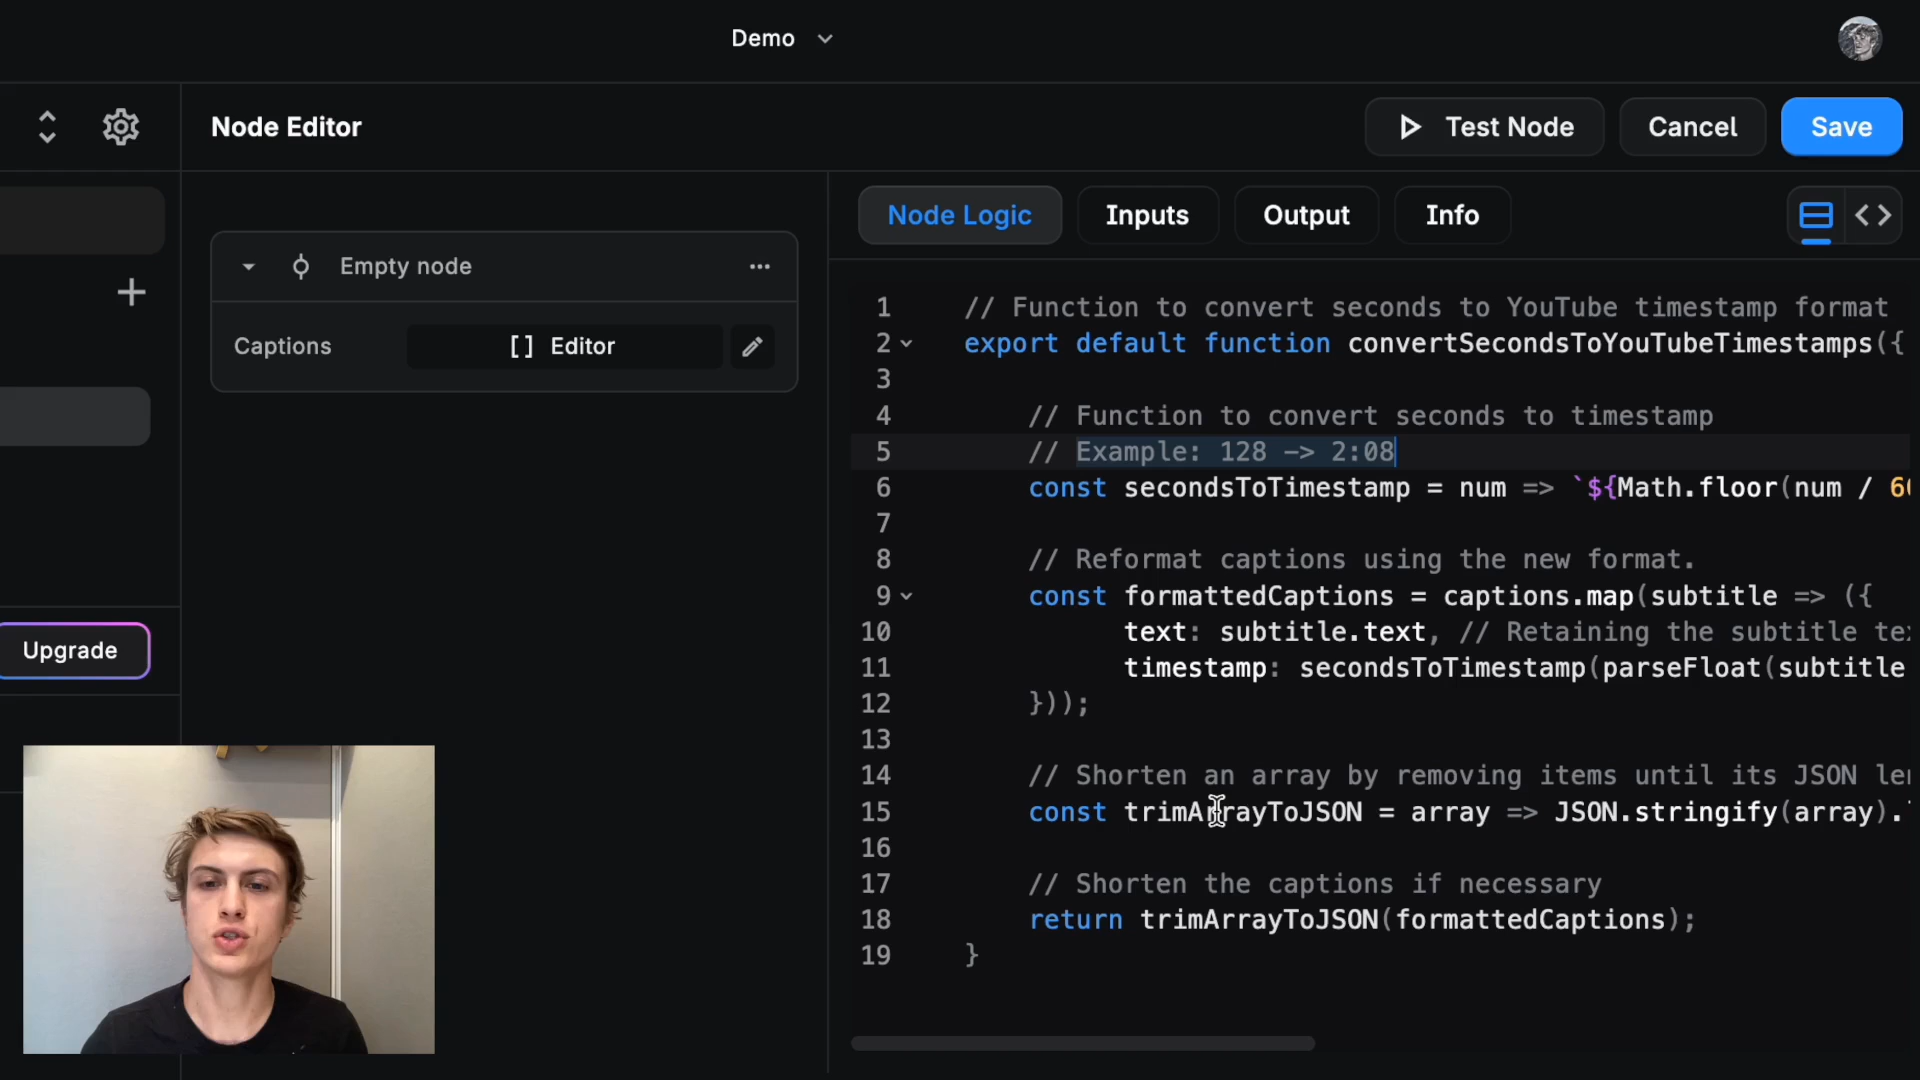 Demo
Node Editor
Test Node
Cancel
Save
Node Logic
Inputs
Output
Info
Empty node
Captions
[] Editor
Upgrade
1 // Function to convert seconds to YouTube timestamp format
2 export default function convertSecondsToYouTubeTimestamps({
3
4 // Function to convert seconds to timestamp
5 // Example: 128 -> 2:08
6 const secondsToTimestamp = num => `${Math.floor(num / 60
7
8 // Reformat captions using the new format.
9 const formattedCaptions = captions.map(subtitle => ({
10 text: subtitle.text, // Retaining the subtitle
11 timestamp: secondsToTimestamp(parseFloat(subtitle
12 }));
13
14 // Shorten an array by removing items until its JSON
15 const trimArrayToJSON = array => JSON.stringify(array).
16
17 // Shorten the captions if necessary
18 return trimArrayToJSON(formattedCaptions);
19 }